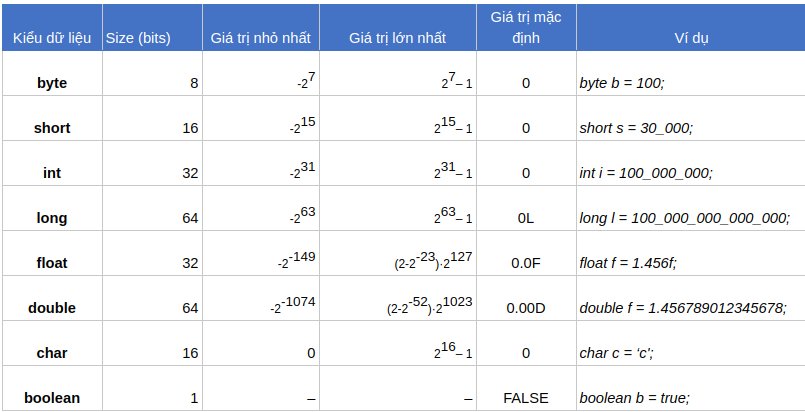 Kiểu dữ liệu Size (bits) Giá trị nhỏ nhất Giá trị lớn nhất Giá trị mặc định Ví dụ
byte 8 -2^7 2^7– 1 0 byte b = 100;
short 16 -2^15 2^15– 1 0 short s = 30_000;
int 32 -2^31 2^31– 1 0 int i = 100_000_000;
long 64 -2^63 2^63– 1 0L long l = 100_000_000_000_000;
float 32 -2^-149 (2-2^-23)·2^127 0.0F float f = 1.456f;
double 64 -2^-1074 (2-2^-52)·2^1023 0.00D double f = 1.456789012345678;
char 16 0 2^16– 1 0 char c = ‘c';
boolean 1 – – FALSE boolean b = true;